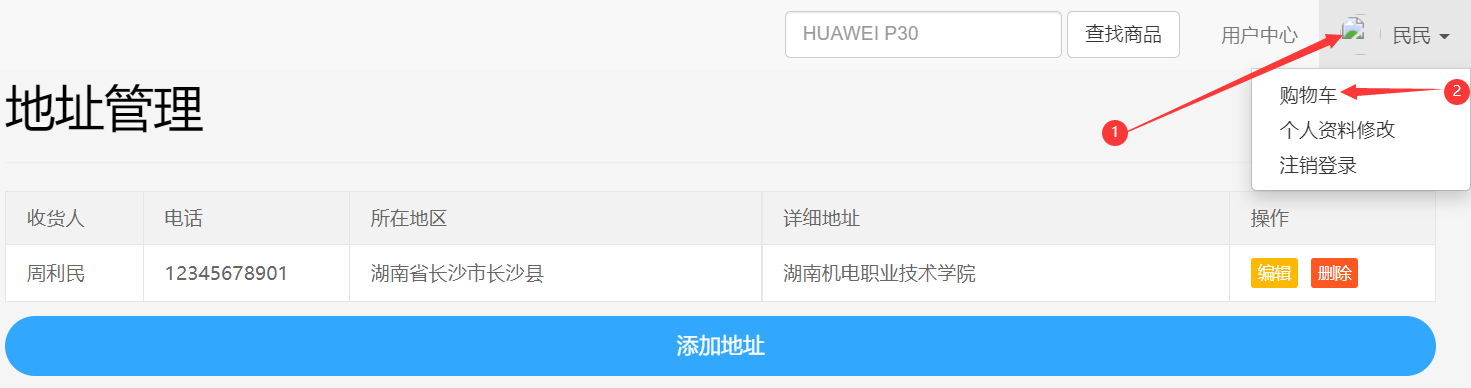 HUAWEI P30 查找商品 用户中心 民民
地址管理
购物车 2
1 个人资料修改
注销登录
收货人 电话 所在地区 详细地址 操作
周利民 12345678901 湖南省长沙市长沙县 湖南机电职业技术学院 编辑 删除
添加地址